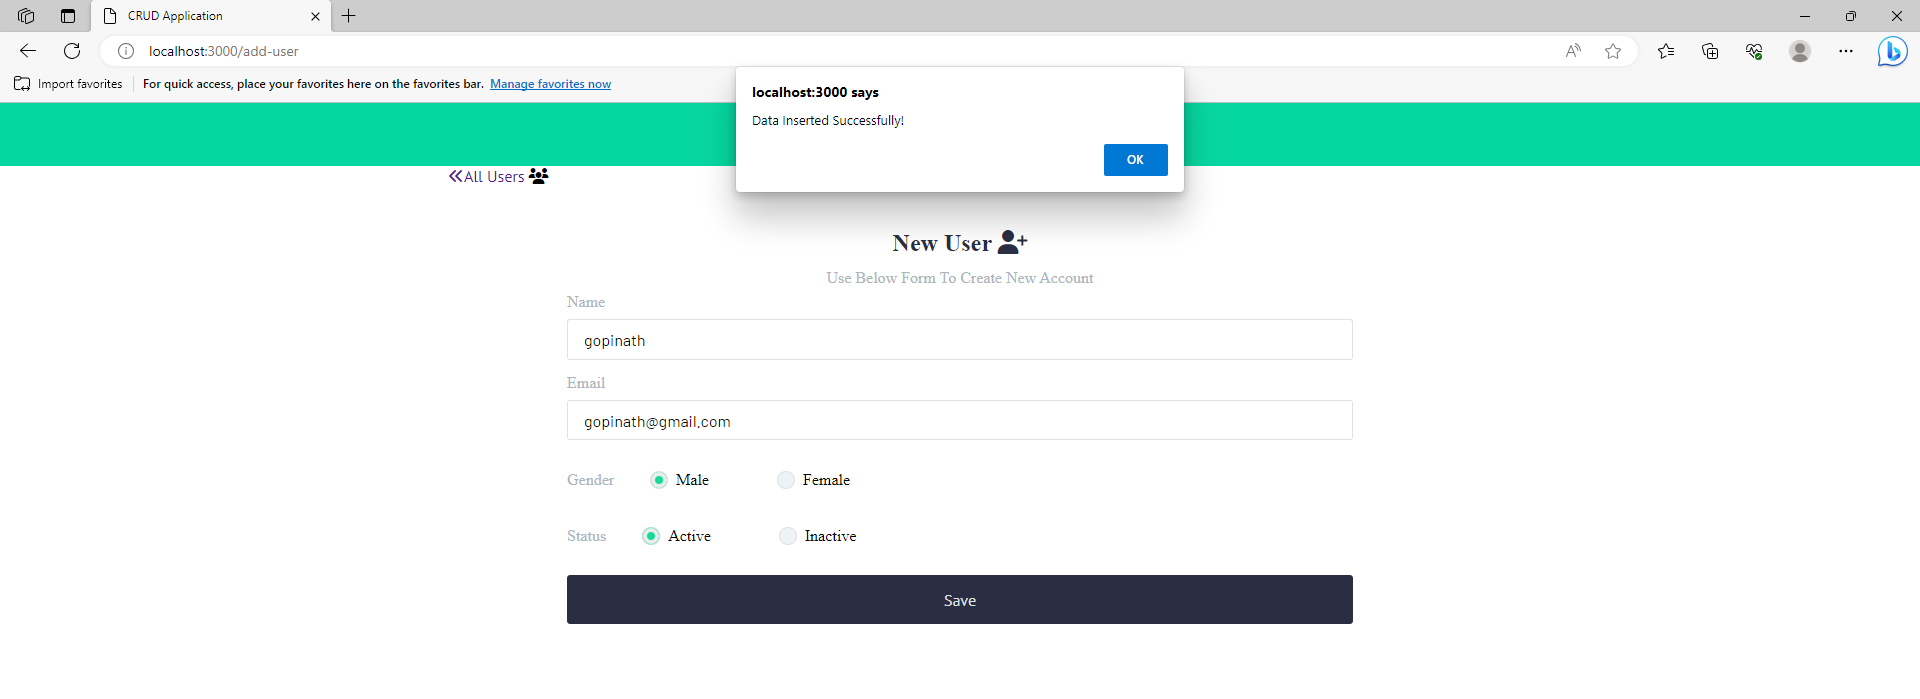 CRUD Application
localhost:3000/add-user
Import favorites
For quick access, place your favorites here on the favorites bar. Manage favorites now
localhost:3000 says
Data Inserted Successfully!
OK
All Users
New User
Use Below Form To Create New Account
Name
gopinath
Email
gopinath@gmail.com
Gender Male Female
Status Active Inactive
Save